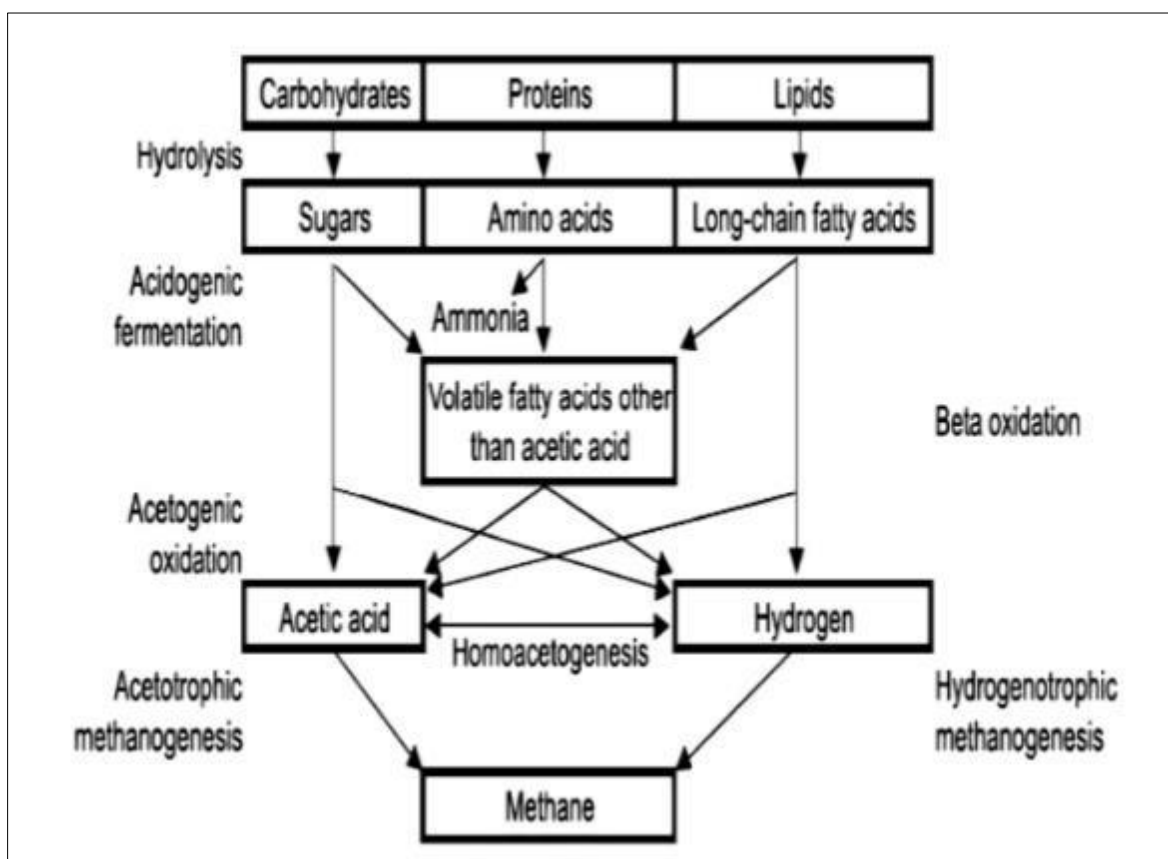 Carbohydrates
Proteins
Lipids
Hydrolysis
Sugars
Amino acids
Long-chain fatty acids
Acidogenic
fermentation
Ammonia
Volatile fatty acids other
than acetic acid
Beta oxidation
Acetogenic
oxidation
Acetic acid
Hydrogen
Homoacetogenesis
Acetotrophic
methanogenesis
Hydrogenotrophic
methanogenesis
Methane